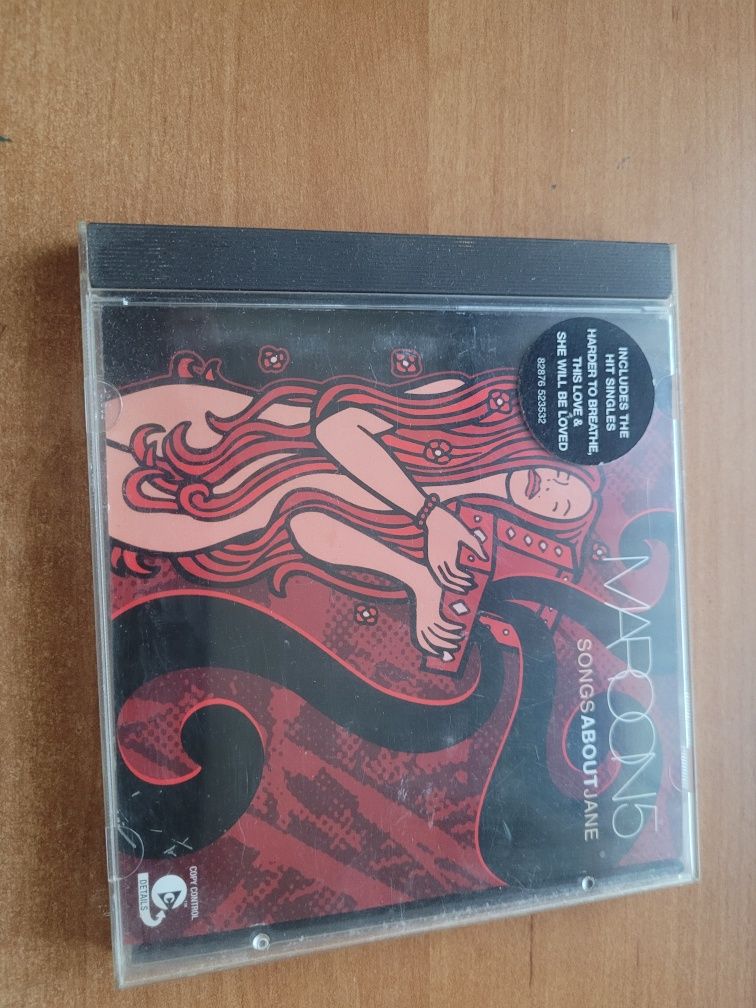 INCLUDES THE
HIT SINGLES
HARDER TO BREATHE,
THIS LOVE &
SHE WILL BE LOVED
82876 523532
MAROON5
SONGSABOUTJANE
COPY CONTROL
DETAILS